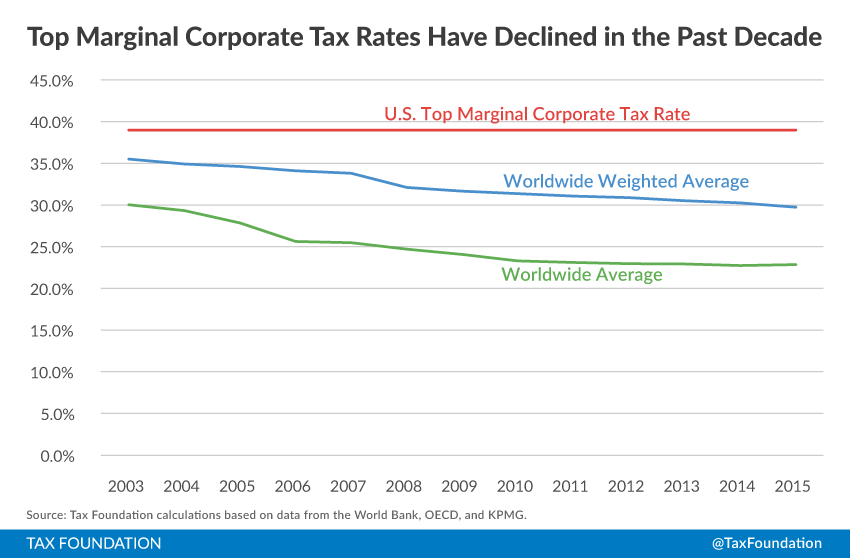 Top Marginal Corporate Tax Rates Have Declined in the Past Decade
45.0%
40.0%
35.0%
30.0%
25.0%
20.0%
15.0%
10.0%
5.0%
0.0%
U.S. Top Marginal Corporate Tax Rate
Worldwide Weighted Average
Worldwide Average
2003 2004 2005 2006 2007 2008 2009 2010 2011 2012 2013 2014 2015
Source: Tax Foundation calculations based on data from the World Bank, OECD, and KPMG.
TAX FOUNDATION @TaxFoundation